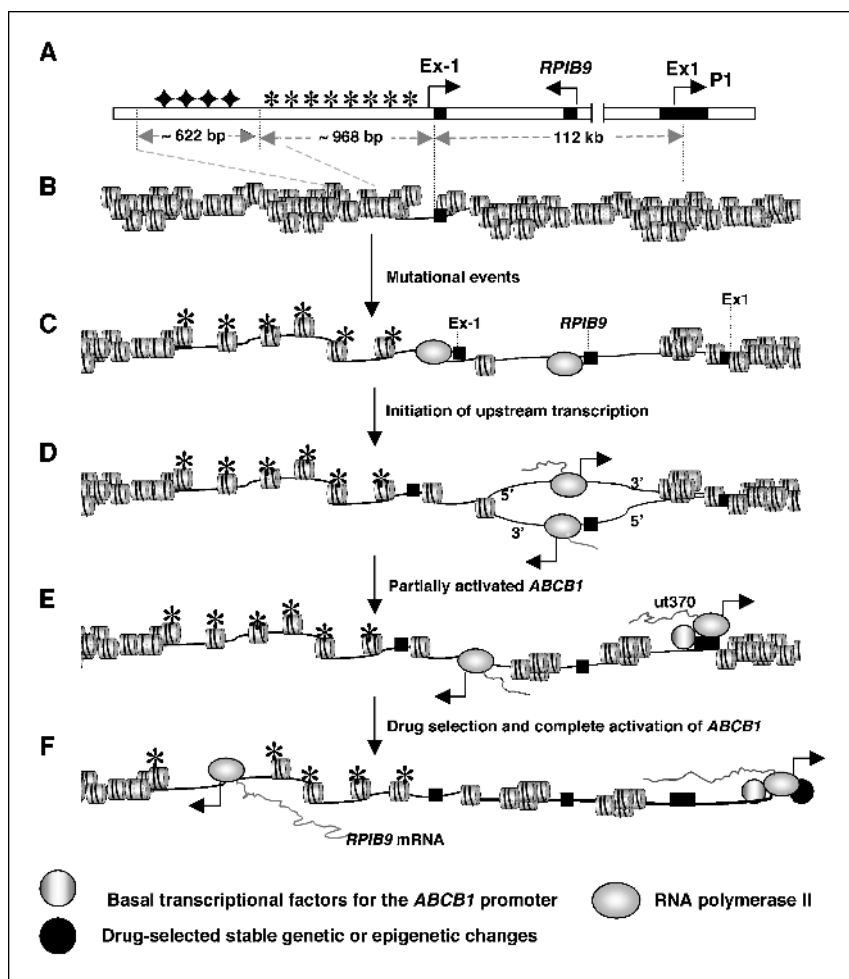 A
Ex-1
RPIB9
Ex1
P1
~ 622 bp
~ 968 bp
112 kb
B
Mutational events
C
Ex-1
RPIB9
Ex1
Initiation of upstream transcription
D
5'
3'
3'
5'
Partially activated ABCB1
E
ut370
Drug selection and complete activation of ABCB1
F
RPIB9 mRNA
Basal transcriptional factors for the ABCB1 promoter
RNA polymerase II
Drug-selected stable genetic or epigenetic changes